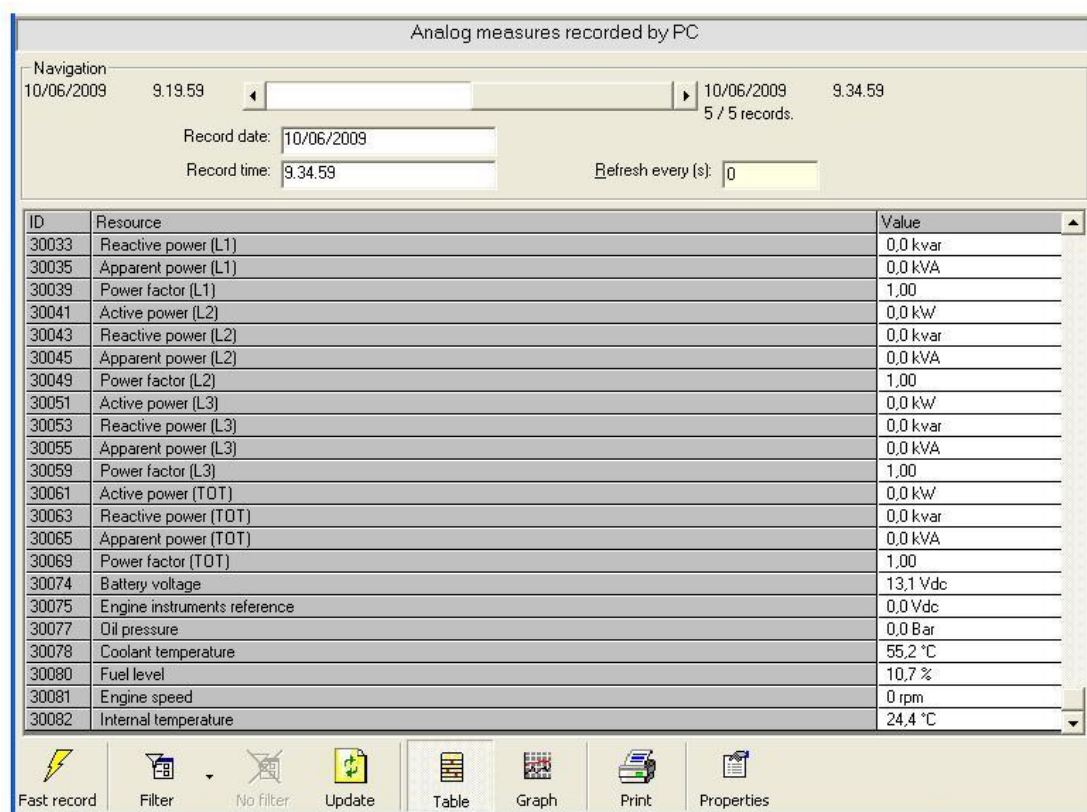 Analog measures recorded by PC
Navigation
10/06/2009 9.19.59 10/06/2009 9.34.59
5 / 5 records.
Record date: 10/06/2009
Record time: 9.34.59 Refresh every (s): 0
ID Resource Value
30033 Reactive power (L1) 0,0 kvar
30035 Apparent power (L1) 0,0 kVA
30039 Power factor (L1) 1,00
30041 Active power (L2) 0,0 kW
30043 Reactive power (L2) 0,0 kvar
30045 Apparent power (L2) 0,0 kVA
30049 Power factor (L2) 1,00
30051 Active power (L3) 0,0 kW
30053 Reactive power (L3) 0,0 kvar
30055 Apparent power (L3) 0,0 kVA
30059 Power factor (L3) 1,00
30061 Active power (TOT) 0,0 kW
30063 Reactive power (TOT) 0,0 kvar
30065 Apparent power (TOT) 0,0 kVA
30069 Power factor (TOT) 1,00
30074 Battery voltage 13,1 Vdc
30075 Engine instruments reference 0,0 Vdc
30077 Oil pressure 0,0 Bar
30078 Coolant temperature 55,2 °C
30080 Fuel level 10,7 %
30081 Engine speed 0 rpm
30082 Internal temperature 24,4 °C
Fast record Filter No filter Update Table Graph Print Properties